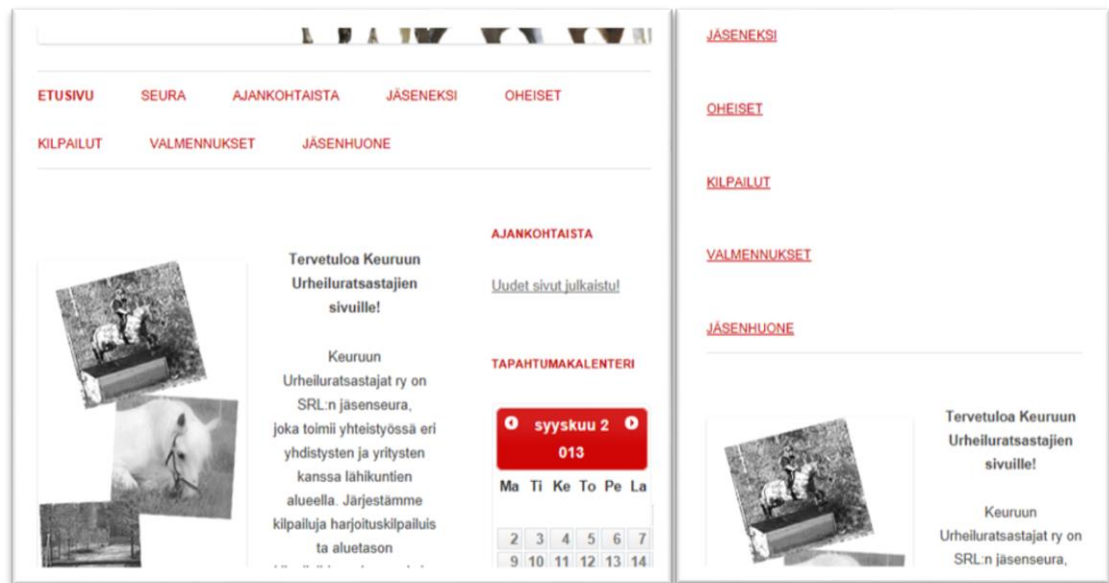 ETUSIVU SEURA AJANKOHTAISTA JÄSENEKSI OHEISET
KILPAILUT VALMENNUKSET JÄSENHUONE
Tervetuloa Keuruun
Urheiluratsastajien
sivuille!
Keuruun
Urheiluratsastajat ry on
SRL:n jäsenseura,
joka toimii yhteistyössä eri
yhdistysten ja yritysten
kanssa lähikuntien
alueella. Järjestämme
kilpailuja harjoituskilpailuis
ta aluetason
AJANKOHTAISTA
Uudet sivut julkaistu!
TAPAHTUMAKALENTERI
syyskuu 2
013
Ma Ti Ke To Pe La
2 3 4 5 6 7
9 10 11 12 13 14
JÄSENEKSI
OHEISET
KILPAILUT
VALMENNUKSET
JÄSENHUONE
Tervetuloa Keuruun
Urheiluratsastajien
sivuille!
Keuruun
Urheiluratsastajat ry on
SRL:n jäsenseura,